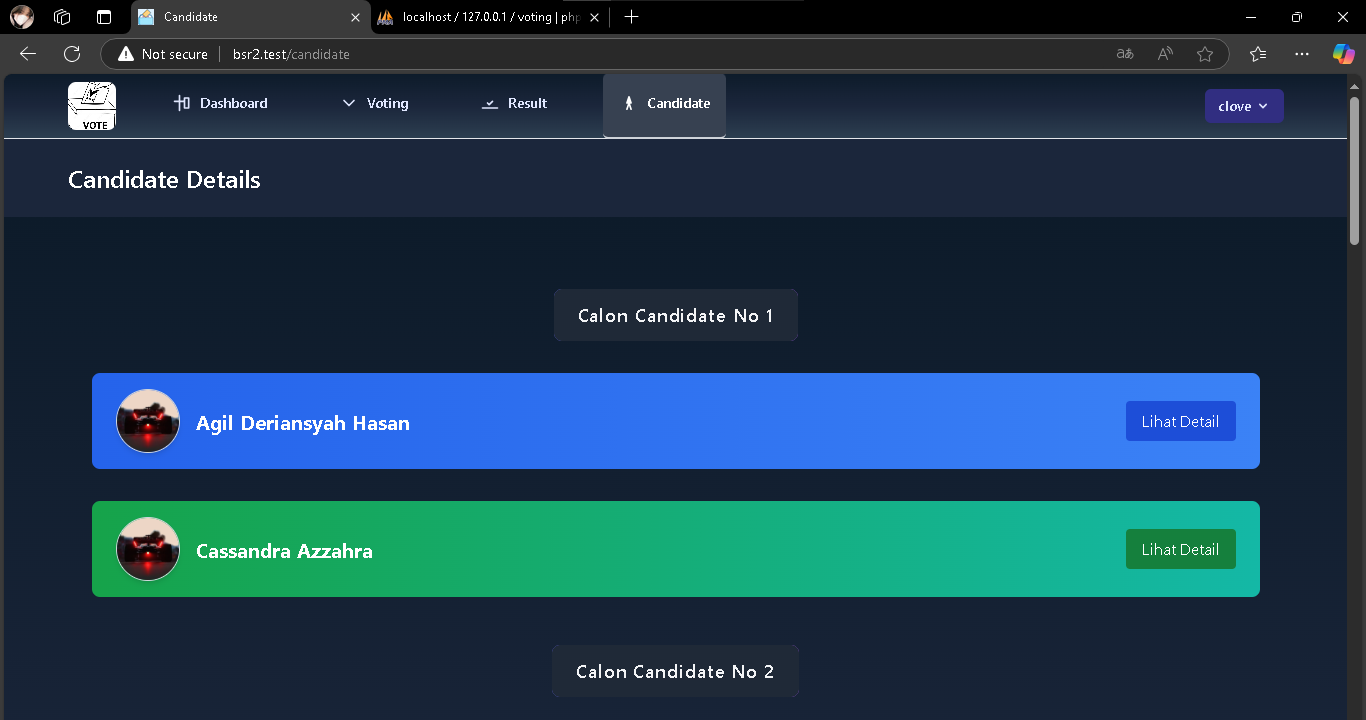 Candidate
localhost / 127.0.0.1 / voting | php
Not secure
bsr2.test/candidate
VOTE
Dashboard
Voting
Result
Candidate
clove
Candidate Details
Calon Candidate No 1
Agil Deriansyah Hasan
Lihat Detail
Cassandra Azzahra
Lihat Detail
Calon Candidate No 2